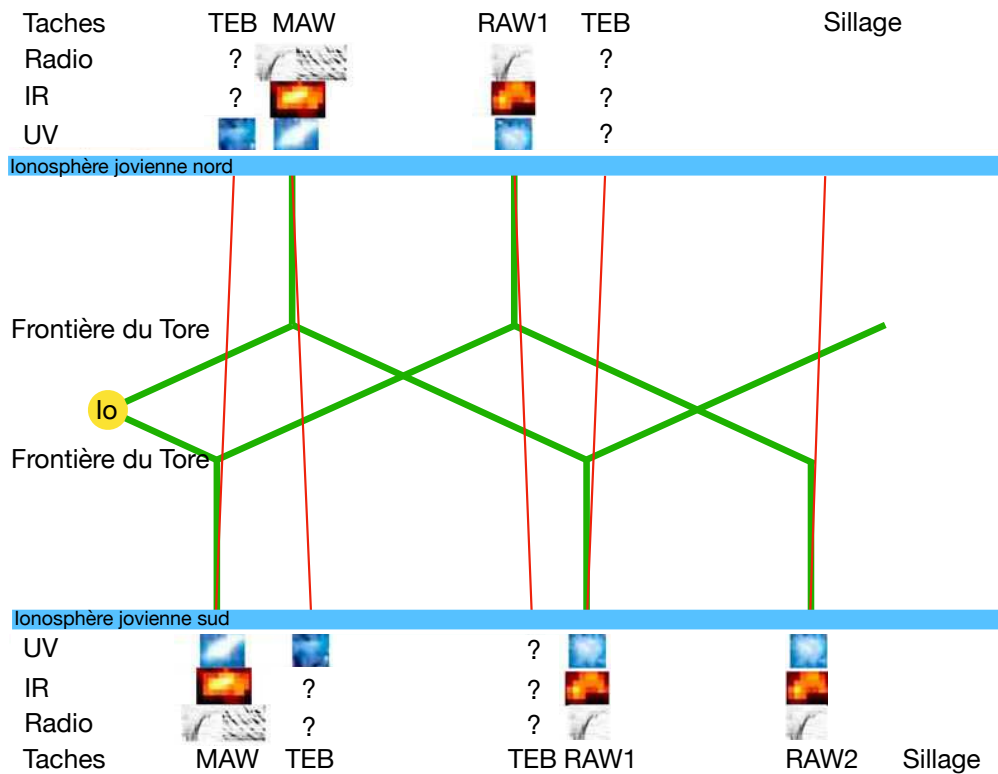 Taches TEB MAW RAW1 TEB Sillage
Radio ? ?
IR ? ?
UV ?
Ionosphère jovienne nord
Frontière du Tore
Io
Frontière du Tore
Ionosphère jovienne sud
UV ?
IR ? ?
Radio ? ?
Taches MAW TEB TEB RAW1 RAW2 Sillage